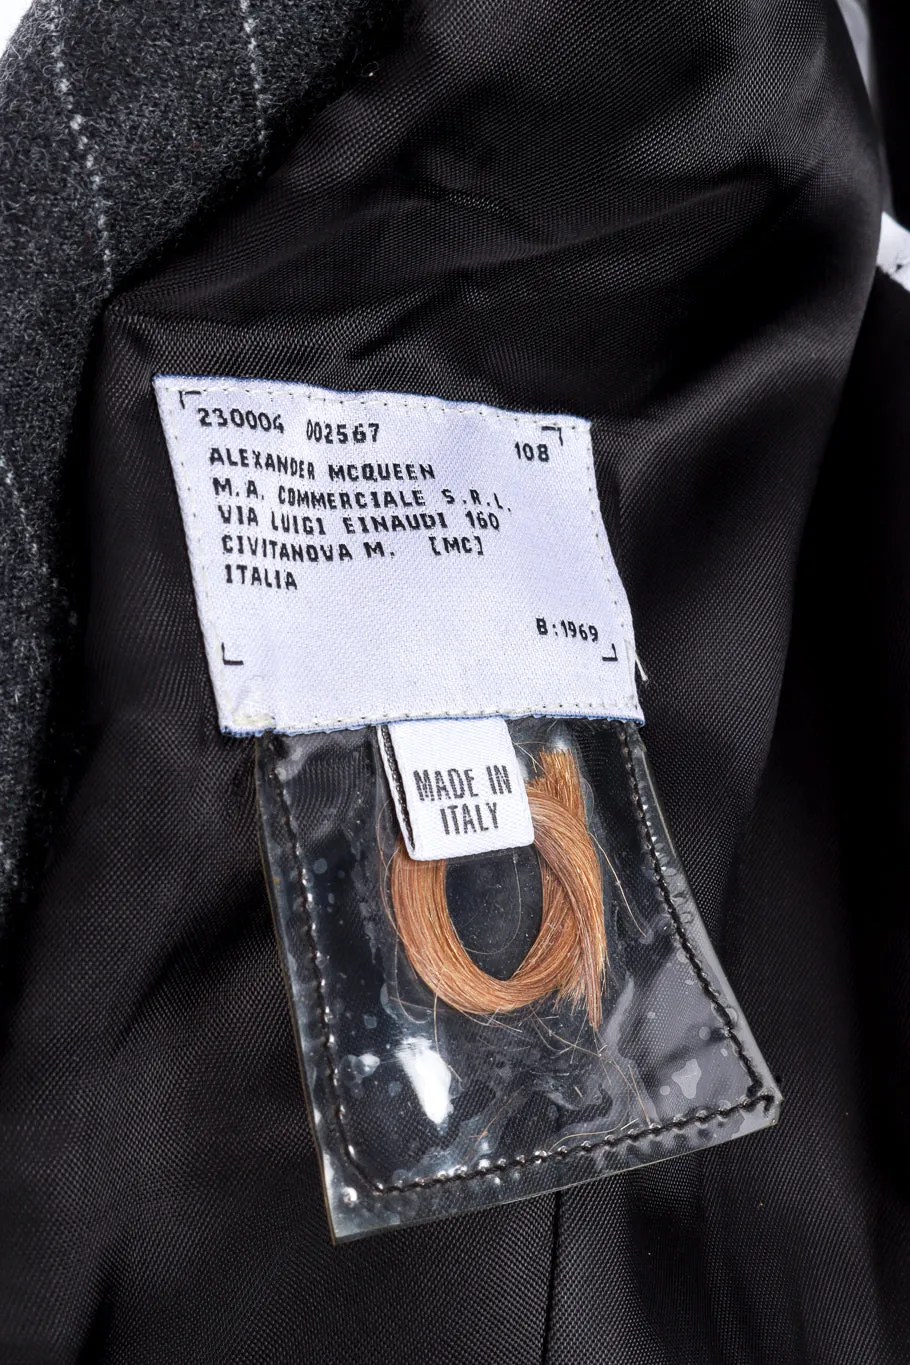 230004 002567 108
ALEXANDER MCQUEEN
M.A. COMMERCIALE S.R.L.
VIA LUIGI EINAUDI 160
CIVITANOVA M. [MC]
ITALIA
B:1969
MADE IN
ITALY